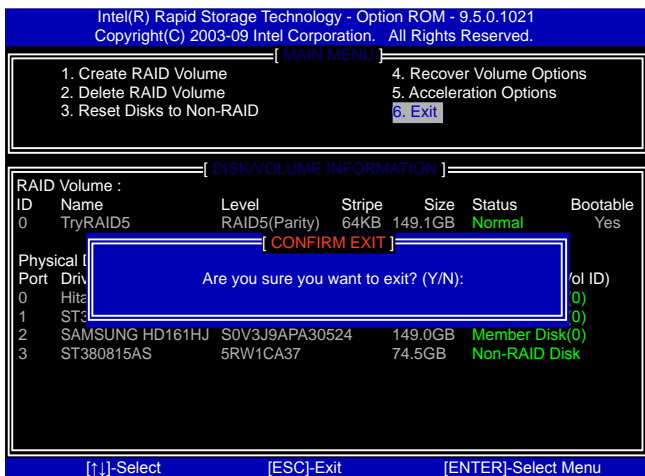 Intel(R) Rapid Storage Technology - Option ROM - 9.5.0.1021
Copyright(C) 2003-09 Intel Corporation. All Rights Reserved.
[ MAIN MENU ]
1. Create RAID Volume 4. Recover Volume Options
2. Delete RAID Volume 5. Acceleration Options
3. Reset Disks to Non-RAID 6. Exit
[ DISK/VOLUME INFORMATION ]
RAID Volume :
ID Name Level Stripe Size Status Bootable
0 TryRAID5 RAID5(Parity) 64KB 149.1GB Normal Yes
[ CONFIRM EXIT ]
Are you sure you want to exit? (Y/N):
Physical
Port ol ID)
0 0)
1 0)
2 SAMSUNG HD161HJ S0V3J9APA30524 149.0GB Member Disk(0)
3 ST380815AS 5RW1CA37 74.5GB Non-RAID Disk
[↑↓]-Select [ESC]-Exit [ENTER]-Select Menu